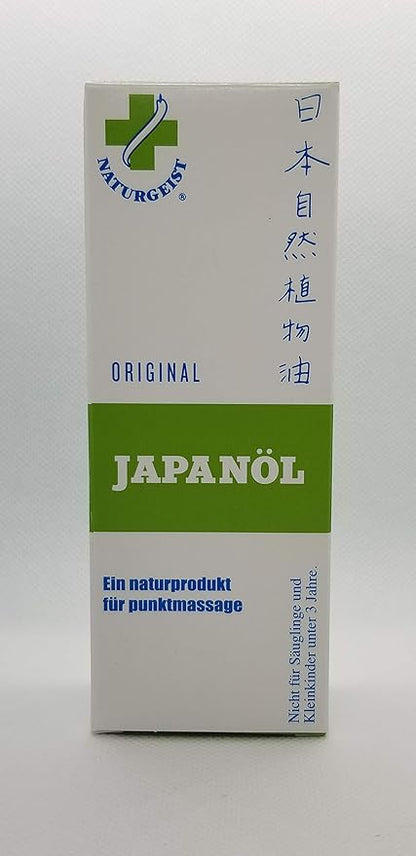 NATURGEIST
®
日本自然植物油
ORIGINAL
JAPANÖL
Ein naturprodukt
für punktmassage
Nicht für Säuglinge und
Kleinkinder unter 3 Jahre.